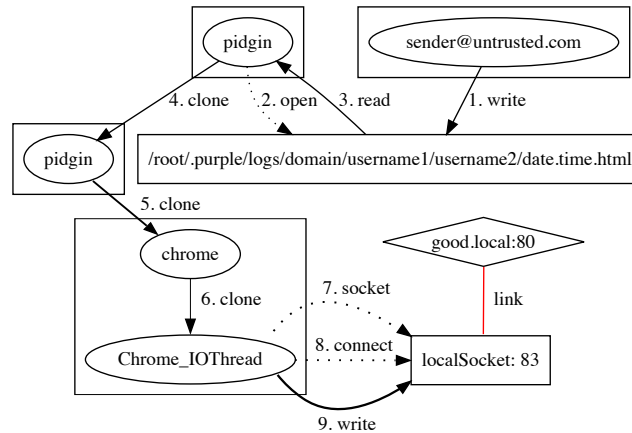 pidgin
sender@untrusted.com
4. clone
2. open
3. read
1. write
/root/.purple/logs/domain/username1/username2/date.time.html
pidgin
5. clone
chrome
good.local:80
6. clone
7. socket
link
8. connect
Chrome_IOThread
localSocket: 83
9. write